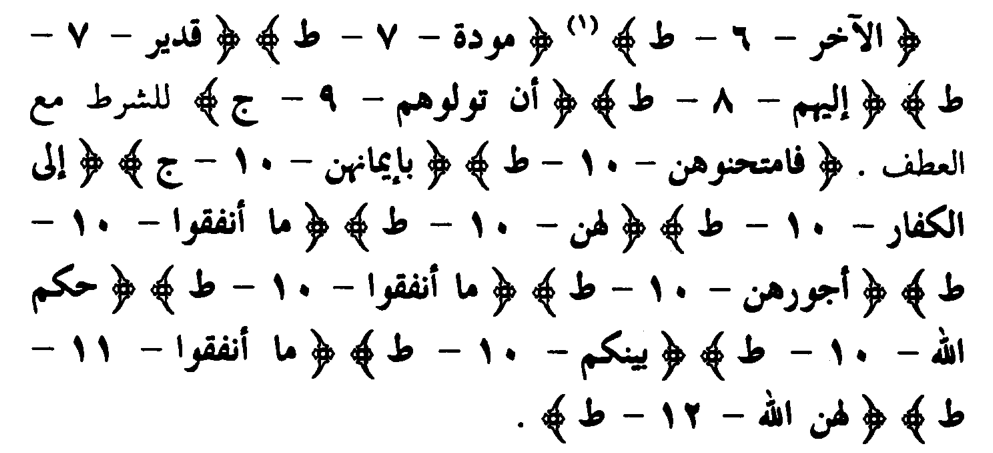 ﴿ الآخر – ٦ – ط ﴾ (١) ﴿ مودة – ٧ – ط ﴾ ﴿ قدير – ٧ –
ط ﴾ ﴿ إليهم – ٨ – ط ﴾ ﴿ أن تولوهم – ٩ – ج ﴾ للشرط مع
العطف . ﴿ فامتحنوهن – ١٠ – ط ﴾ ﴿ بإيمانهن – ١٠ – ج ﴾ ﴿ إلى
الكفار – ١٠ – ط ﴾ ﴿ لهن – ١٠ – ط ﴾ ﴿ ما أنفقوا – ١٠ –
ط ﴾ ﴿ أجورهن – ١٠ – ط ﴾ ﴿ ما أنفقوا – ١٠ – ط ﴾ ﴿ حكم
الله – ١٠ – ط ﴾ ﴿ بينكم – ١٠ – ط ﴾ ﴿ ما أنفقوا – ١١ –
ط ﴾ ﴿ لهن الله – ١٢ – ط ﴾ .